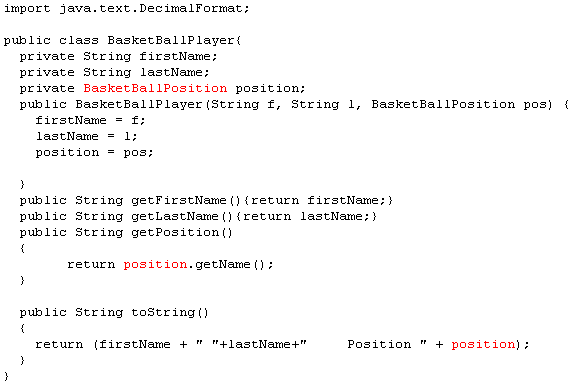 import java.text.DecimalFormat;
public class BasketBallPlayer{
private String firstName;
private String lastName;
private BasketBallPosition position;
public BasketBallPlayer(String f, String l, BasketBallPosition pos) {
firstName = f;
lastName = l;
position = pos;
}
public String getFirstName(){return firstName;}
public String getLastName(){return lastName;}
public String getPosition()
{
return position.getName();
}
public String toString()
{
return (firstName + " "+lastName+"     Position " + position);
}
}